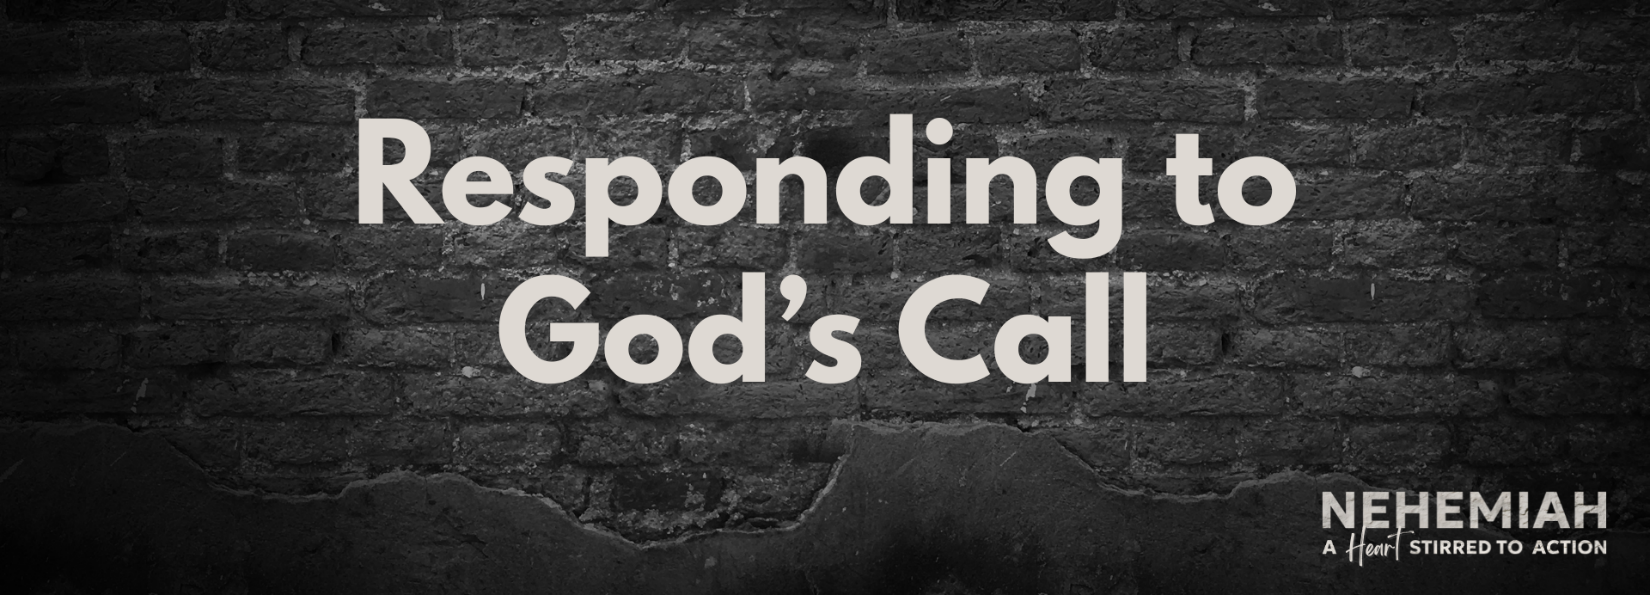 Responding to
God’s Call
NEHEMIAH
A Heart STIRRED TO ACTION